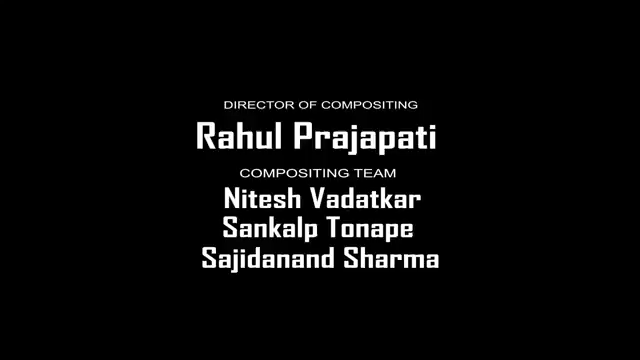 DIRECTOR OF COMPOSITING
Rahul Prajapati
COMPOSITING TEAM
Nitesh Vadatkar
Sankalp Tonape
Sajidanand Sharma